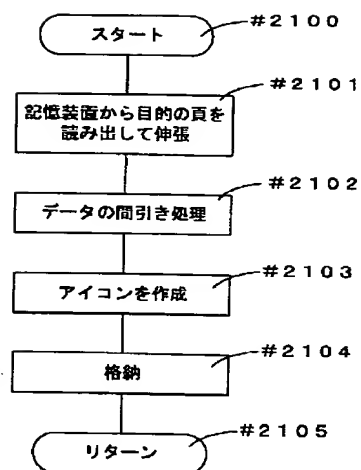 スタート
#2100
#2101
記憶装置から目的の頁を
読み出して伸張
#2102
データの間引き処理
#2103
アイコンを作成
#2104
格納
#2105
リターン